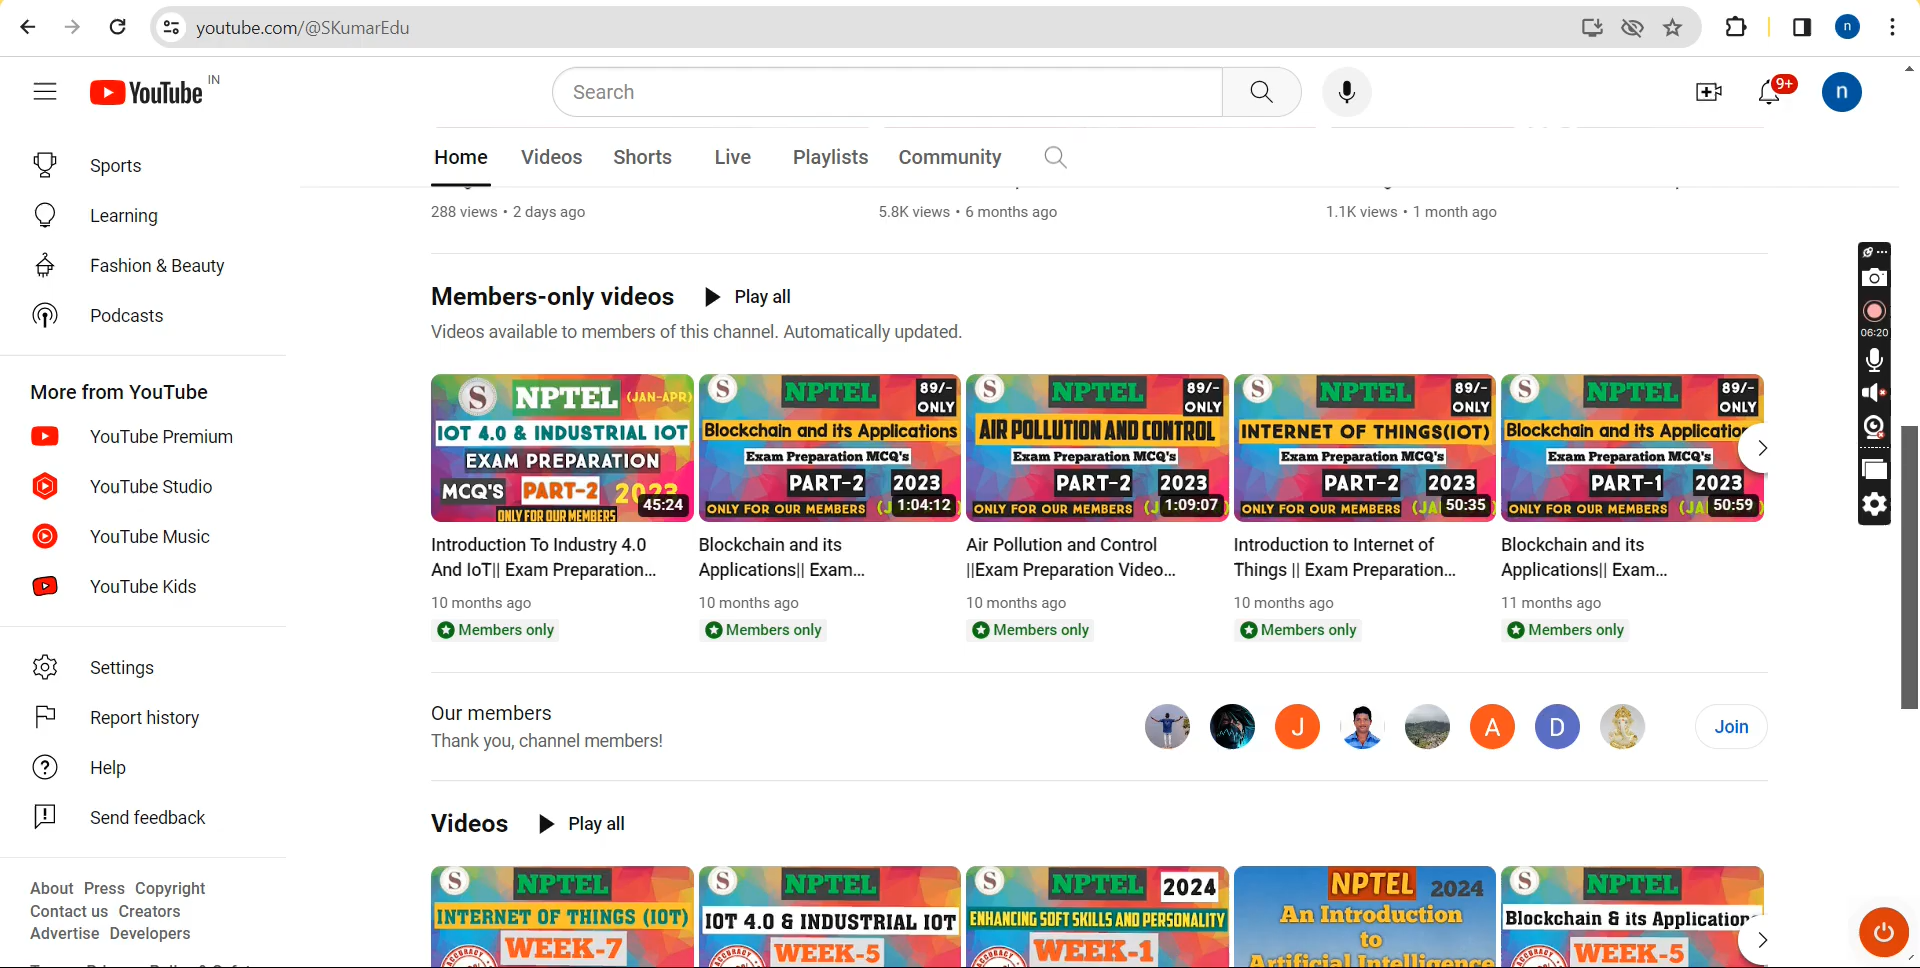 youtube.com/@SKumarEdu
n
YouTube IN
Search
9+
n
Sports
Learning
Fashion & Beauty
Podcasts
More from YouTube
YouTube Premium
YouTube Studio
YouTube Music
YouTube Kids
Settings
Report history
Help
Send feedback
About Press Copyright
Contact us Creators
Advertise Developers
Home Videos Shorts Live Playlists Community
288 views • 2 days ago
5.8K views • 6 months ago
1.1K views • 1 month ago
Members-only videos Play all
Videos available to members of this channel. Automatically updated.
S NPTEL (JAN-APR)
IOT 4.0 & INDUSTRIAL IOT
EXAM PREPARATION
MCQ'S PART-2 2023
ONLY FOR OUR MEMBERS
45:24
Introduction To Industry 4.0
And IoT|| Exam Preparation...
10 months ago
Members only
S NPTEL 89/-
ONLY
Blockchain and its Applications
Exam Preparation MCQ's
PART-2 2023
ONLY FOR OUR MEMBERS
1:04:12
Blockchain and its
Applications|| Exam...
10 months ago
Members only
S NPTEL 89/-
ONLY
AIR POLLUTION AND CONTROL
Exam Preparation MCQ's
PART-2 2023
ONLY FOR OUR MEMBERS
1:09:07
Air Pollution and Control
||Exam Preparation Video...
10 months ago
Members only
S NPTEL 89/-
ONLY
INTERNET OF THINGS(IOT)
Exam Preparation MCQ's
PART-2 2023
ONLY FOR OUR MEMBERS (JA
50:35
Introduction to Internet of
Things || Exam Preparation...
10 months ago
Members only
S NPTEL 89/-
ONLY
Blockchain and its Application
Exam Preparation MCQ's
PART-1 2023
ONLY FOR OUR MEMBERS (JA
50:59
Blockchain and its
Applications|| Exam...
11 months ago
Members only
06:20
Our members
Thank you, channel members!
J
A
D
Join
Videos Play all
S NPTEL
INTERNET OF THINGS (IOT)
WEEK-7
S NPTEL
IOT 4.0 & INDUSTRIAL IOT
WEEK-5
S NPTEL 2024
ENHANCING SOFT SKILLS AND PERSONALITY
WEEK-1
NPTEL 2024
An Introduction
to
Artificial Intelligence
S NPTEL
Blockchain & its Application
WEEK-5